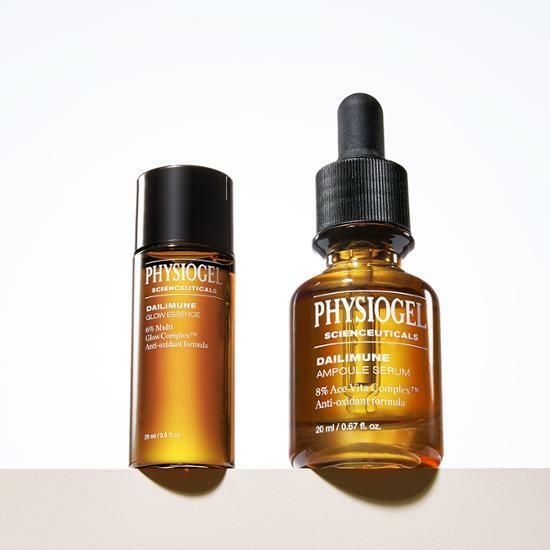 PHYSIOGEL
SCIENCEUTICALS
DAILIMUNE
GLOW ESSENCE
6% Multi
Glow Complex™
Anti-oxidant formula
20 ml / 0.6 fl. oz.
PHYSIOGEL
SCIENCEUTICALS
DAILIMUNE
AMPOULE SERUM
8% Ace Vita Complex™
Anti-oxidant formula
20 ml / 0.67 fl. oz.